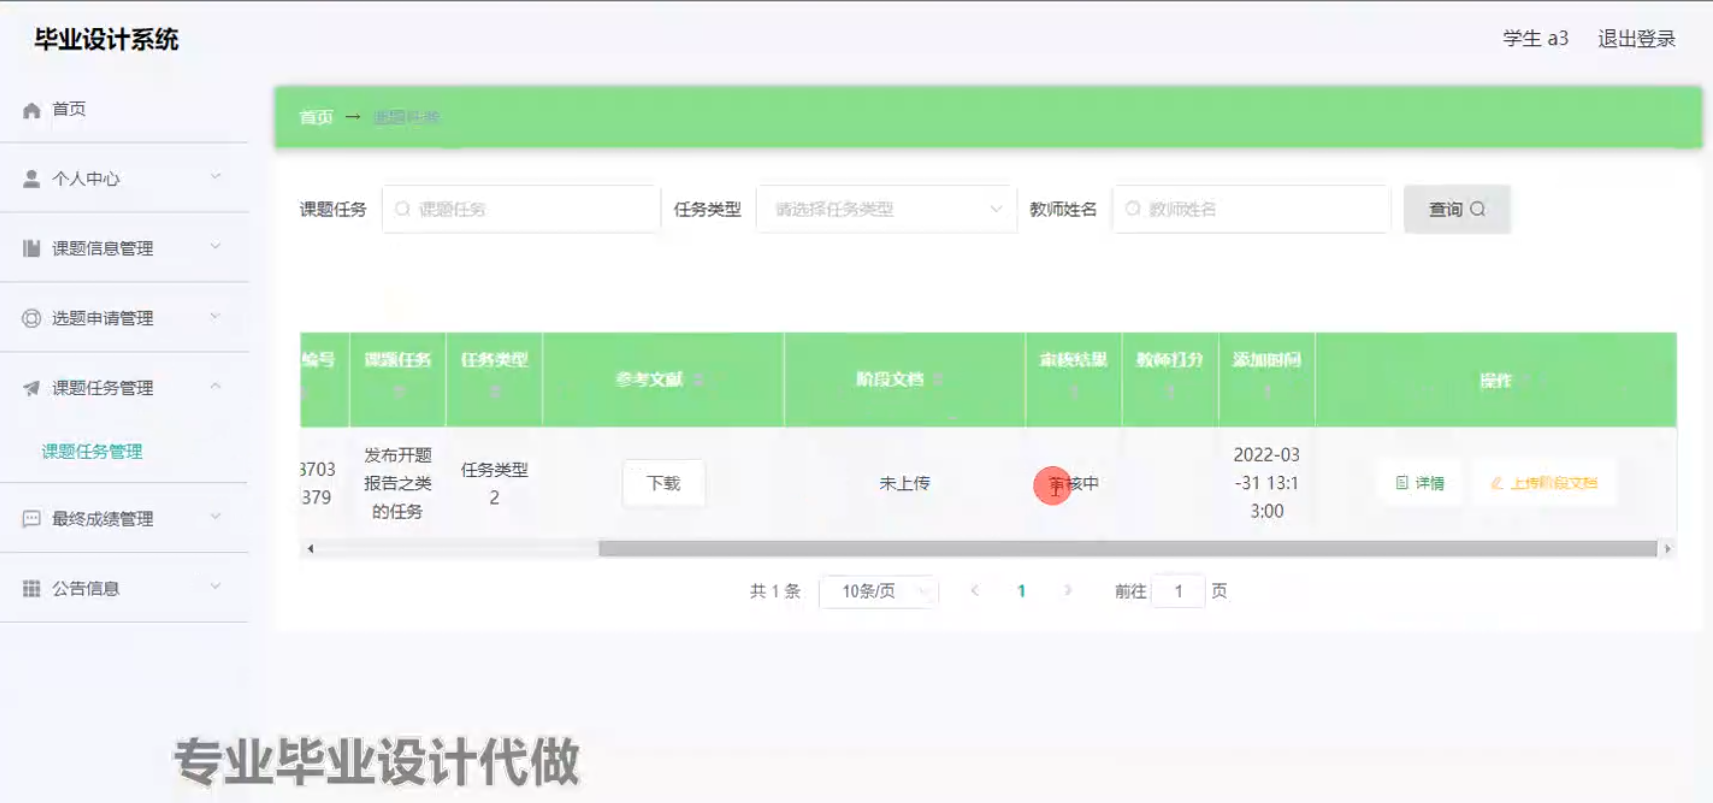 毕业设计系统
学生 a3 退出登录
首页
个人中心
课题信息管理
选题申请管理
课题任务管理
课题任务管理
最终成绩管理
公告信息
首页 → 课题任务
课题任务 课题任务 任务类型 请选择任务类型 教师姓名 教师姓名 查询
编号 课题任务 任务类型 参考文献 阶段文档 审核结果 教师打分 添加时间 操作
3703
379
发布开题
报告之类
的任务
任务类型
2
下载
未上传
审核中
2022-03
-31 13:1
3:00
详情 上传阶段文档
共 1 条 10条/页 1 前往 1 页
专业毕业设计代做